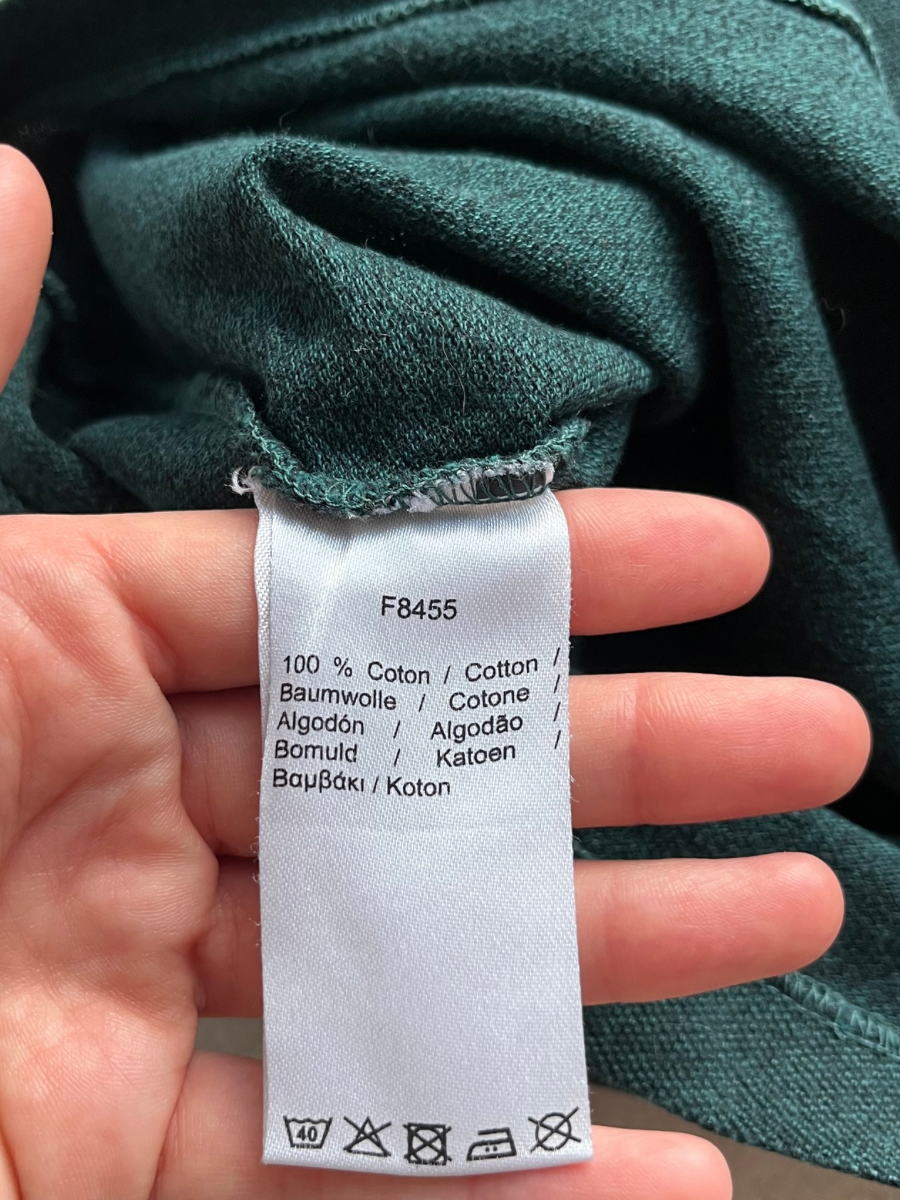 F8455
100 % Coton / Cotton /
Baumwolle / Cotone /
Algodón / Algodão /
Bomuld / Katoen /
Βαμβάκι / Koton
40